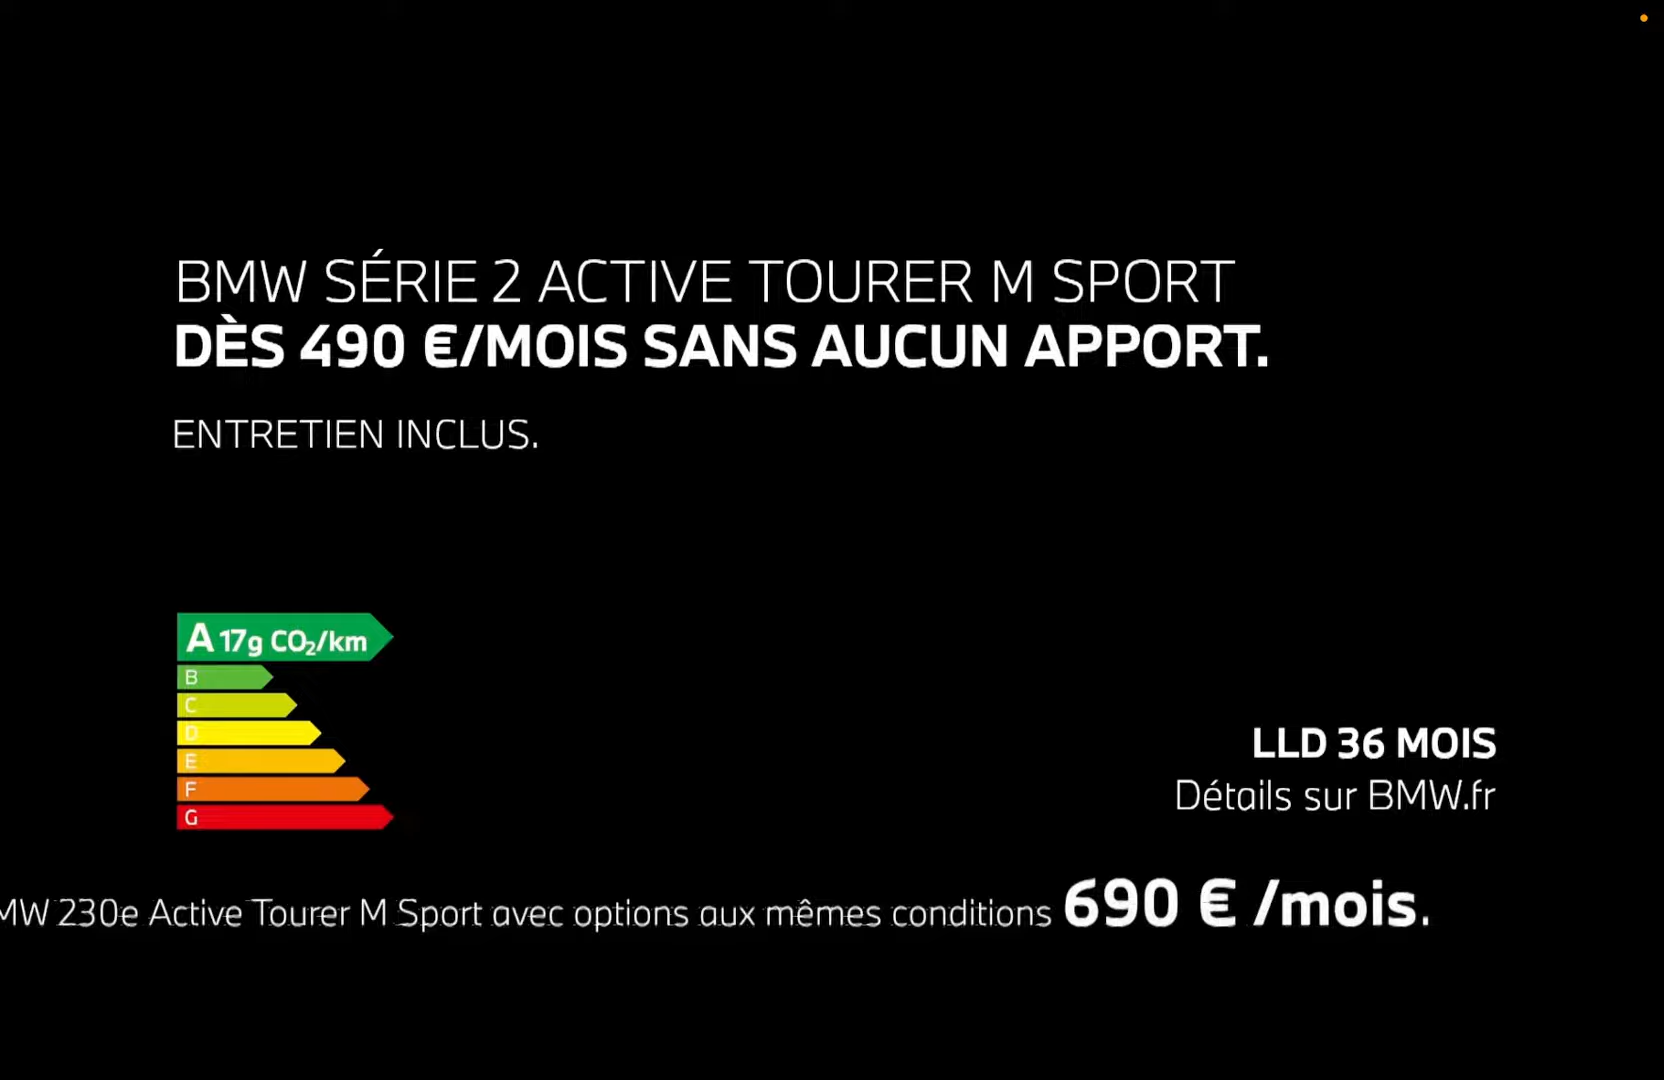 BMW SÉRIE 2 ACTIVE TOURER M SPORT
DÈS 490 €/MOIS SANS AUCUN APPORT.
ENTRETIEN INCLUS.
A 17g CO₂/km
B
C
D
E
F
G
LLD 36 MOIS
Détails sur BMW.fr
MW 230e Active Tourer M Sport avec options aux mêmes conditions 690 € /mois.